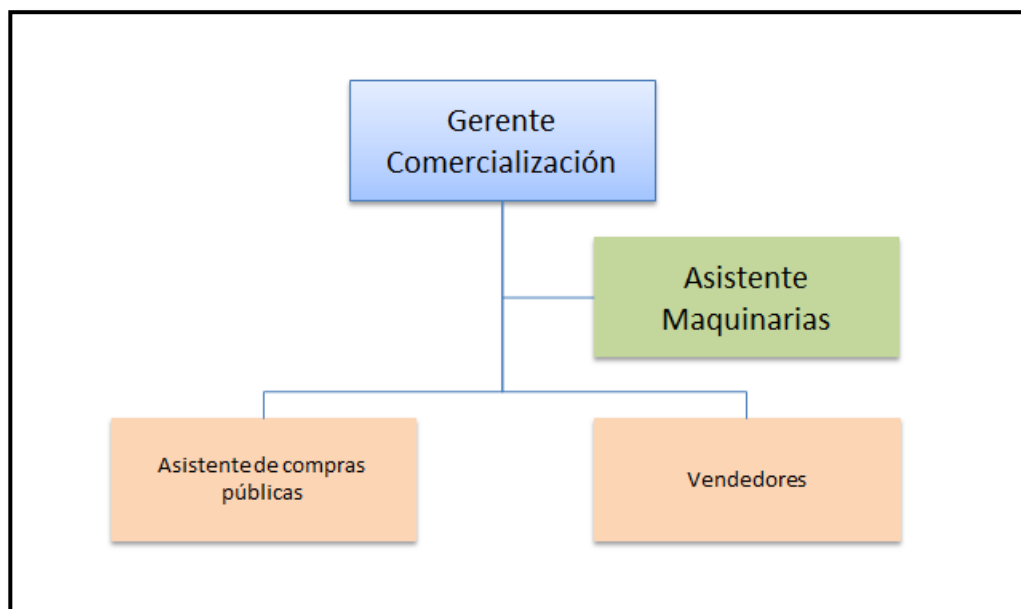 Gerente
Comercialización
Asistente
Maquinarias
Asistente de compras
públicas
Vendedores